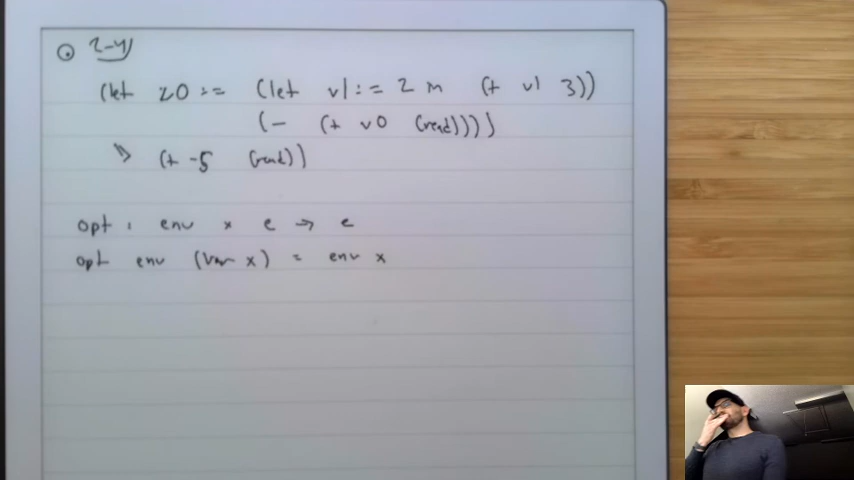 2-4
(let z0 := (let v1 := 2 in (+ v1 3))
(- (+ v0 (read))))
(+ -5 (read))
opt : env x e → e
opt env (var x) = env x